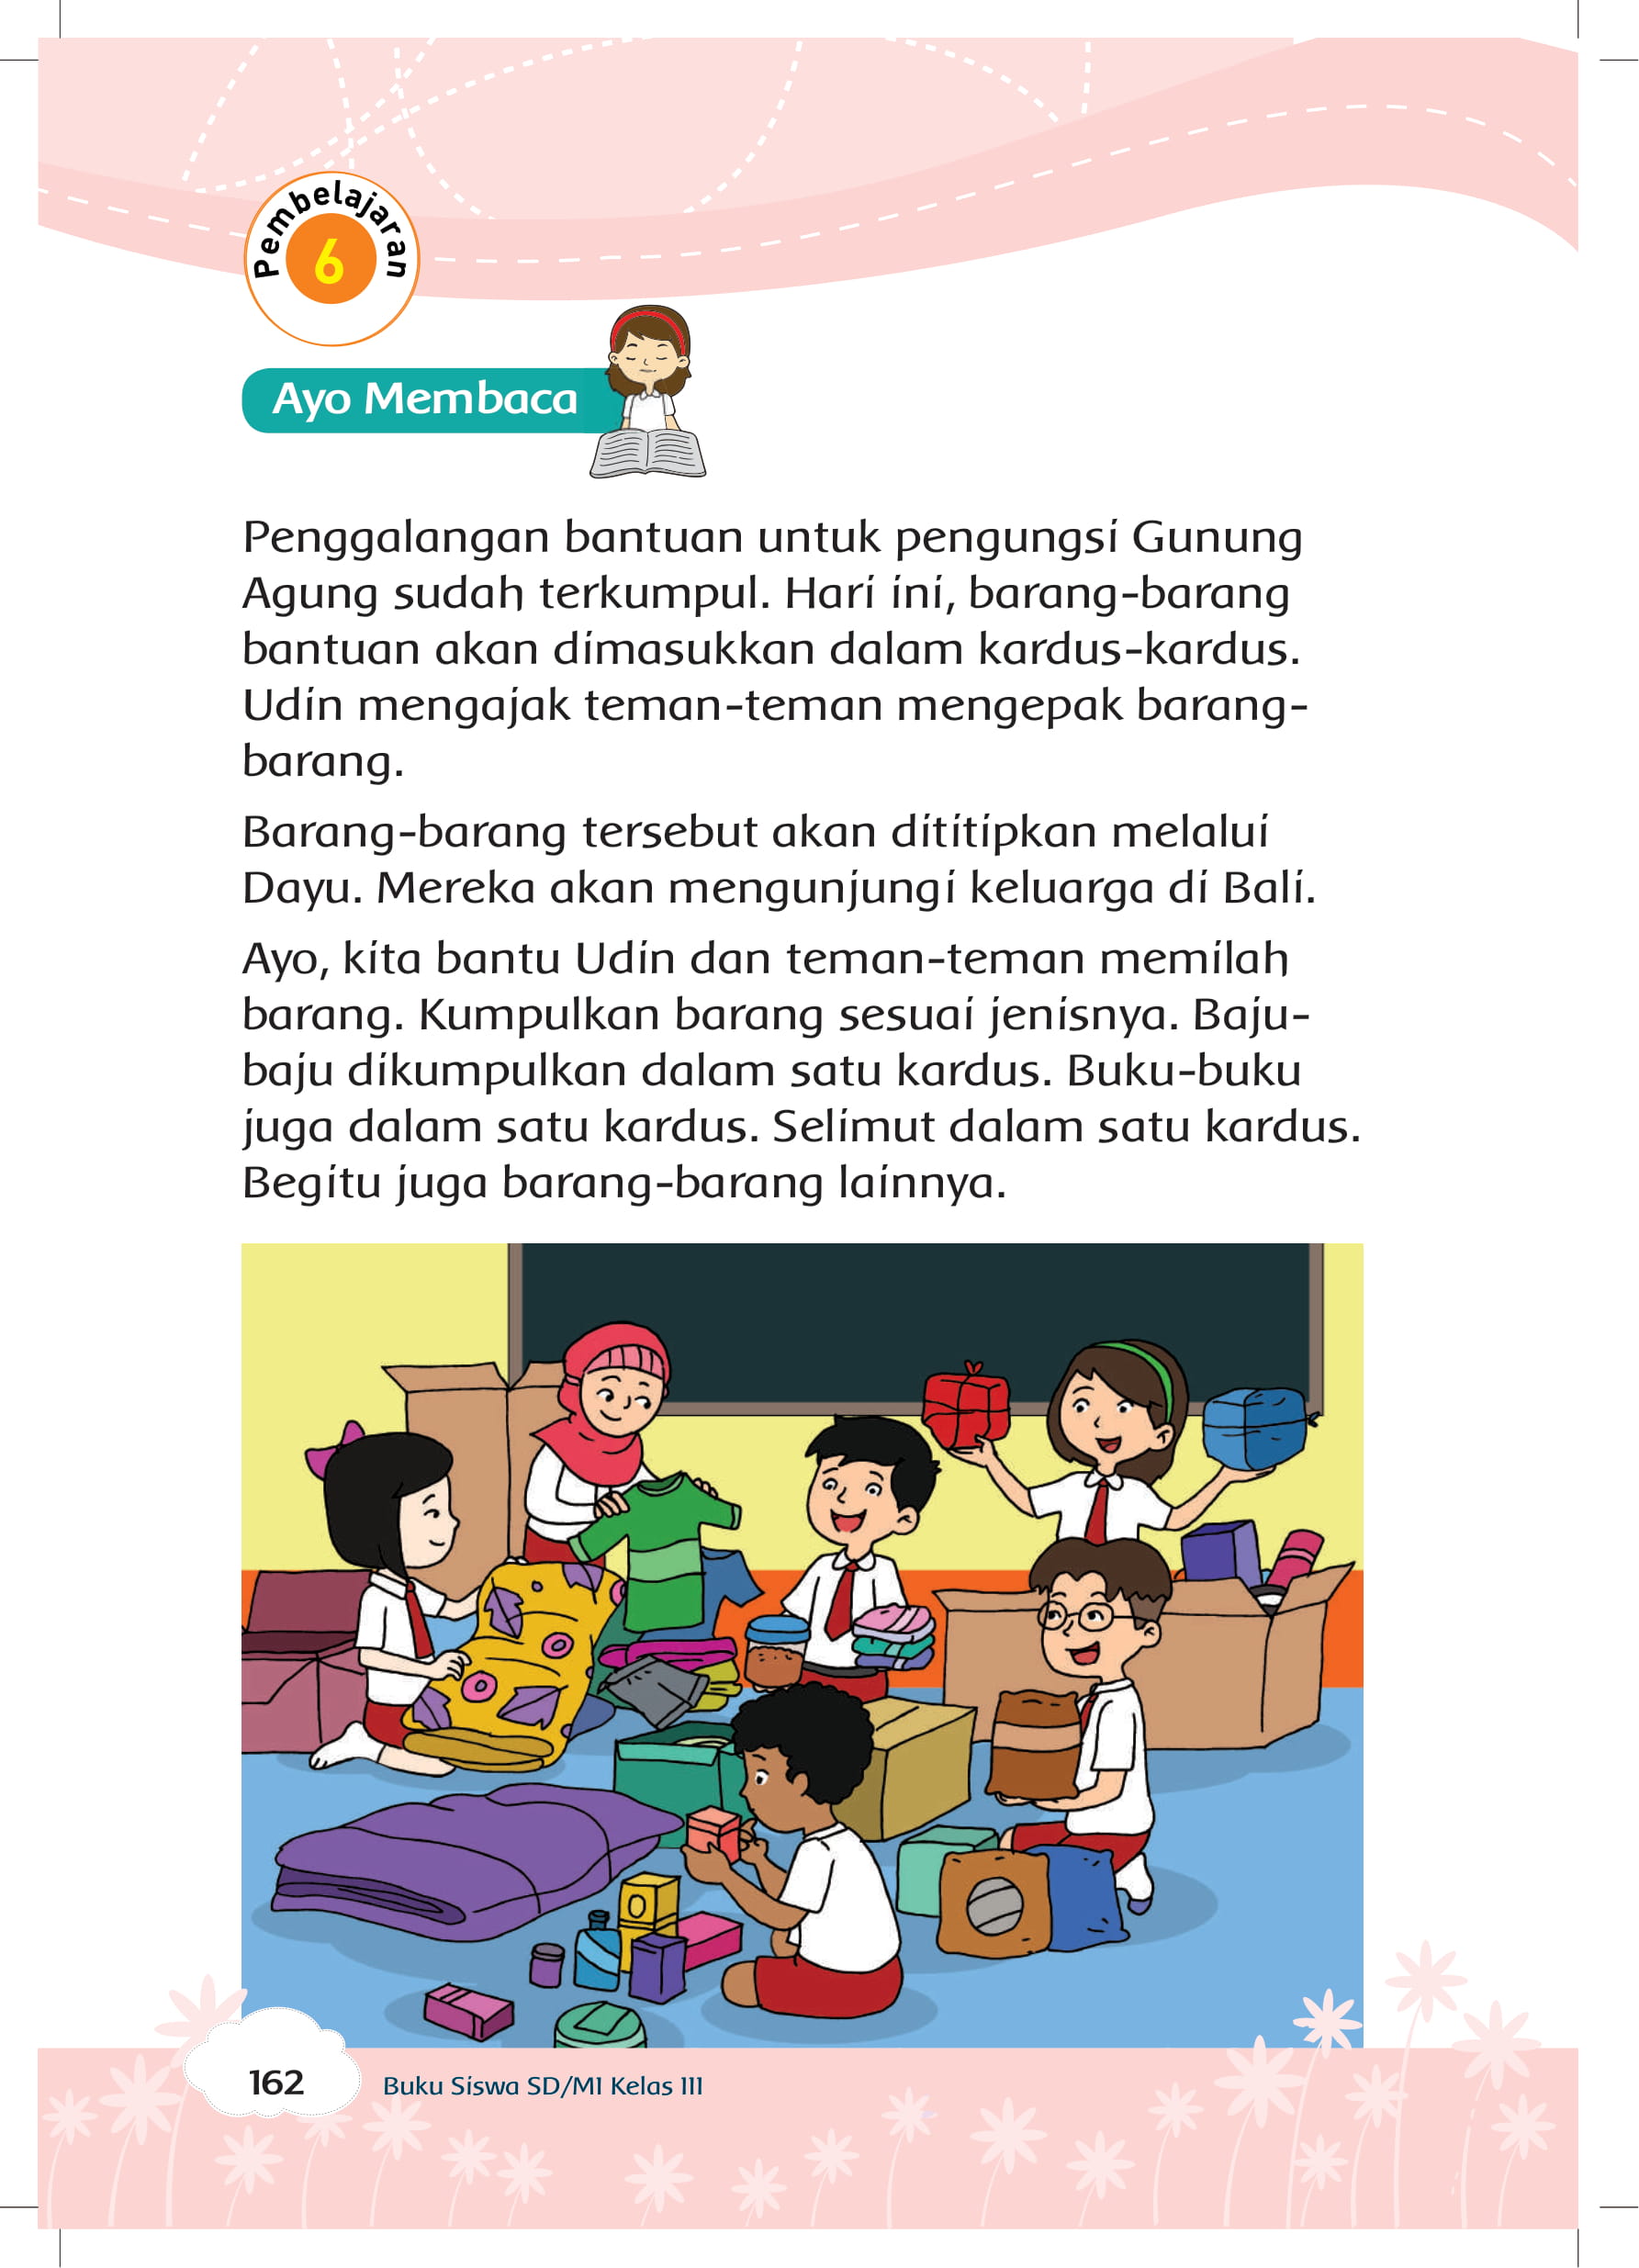 Pembelajaran
6
Ayo Membaca
Penggalangan bantuan untuk pengungsi Gunung
Agung sudah terkumpul. Hari ini, barang-barang
bantuan akan dimasukkan dalam kardus-kardus.
Udin mengajak teman-teman mengepak barang-
barang.
Barang-barang tersebut akan dititipkan melalui
Dayu. Mereka akan mengunjungi keluarga di Bali.
Ayo, kita bantu Udin dan teman-teman memilah
barang. Kumpulkan barang sesuai jenisnya. Baju-
baju dikumpulkan dalam satu kardus. Buku-buku
juga dalam satu kardus. Selimut dalam satu kardus.
Begitu juga barang-barang lainnya.
162
Buku Siswa SD/MI Kelas III